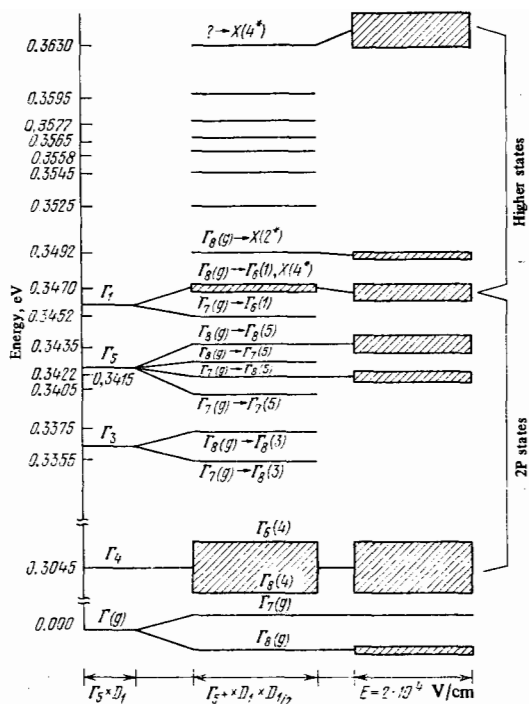 ? → X(4*)
0.3630
0.3595
0.3577
0.3565
0.3558
0.3545
0.3525
Γ₈(g) → X(2*)
0.3492
Γ₈(g) → Γ₆(1), X(4*)
0.3470
Γ₁
Γ₇(g) → Γ₆(1)
0.3452
Γ₈(g) → Γ₈(5)
0.3435
Γ₈(g) → Γ₇(5)
Γ₅
0.3422
Γ₇(g) → Γ₈(5)
0,3415
0.3405
Γ₇(g) → Γ₇(5)
0.3375
Γ₃
Γ₈(g) → Γ₈(3)
0.3355
Γ₇(g) → Γ₈(3)
Γ₆(4)
Γ₄
0.3045
Γ₈(4)
Γ₇(g)
0.000
Γ(g)
Γ₈(g)
Γ₅ × D₁
Γ₅+ × D₁ × D₁/₂
E = 2·10⁴ V/cm
Energy, eV
Higher states
2P states